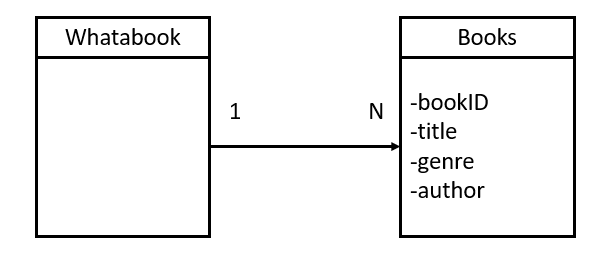 Whatabook
Books
1
N
-bookID
-title
-genre
-author